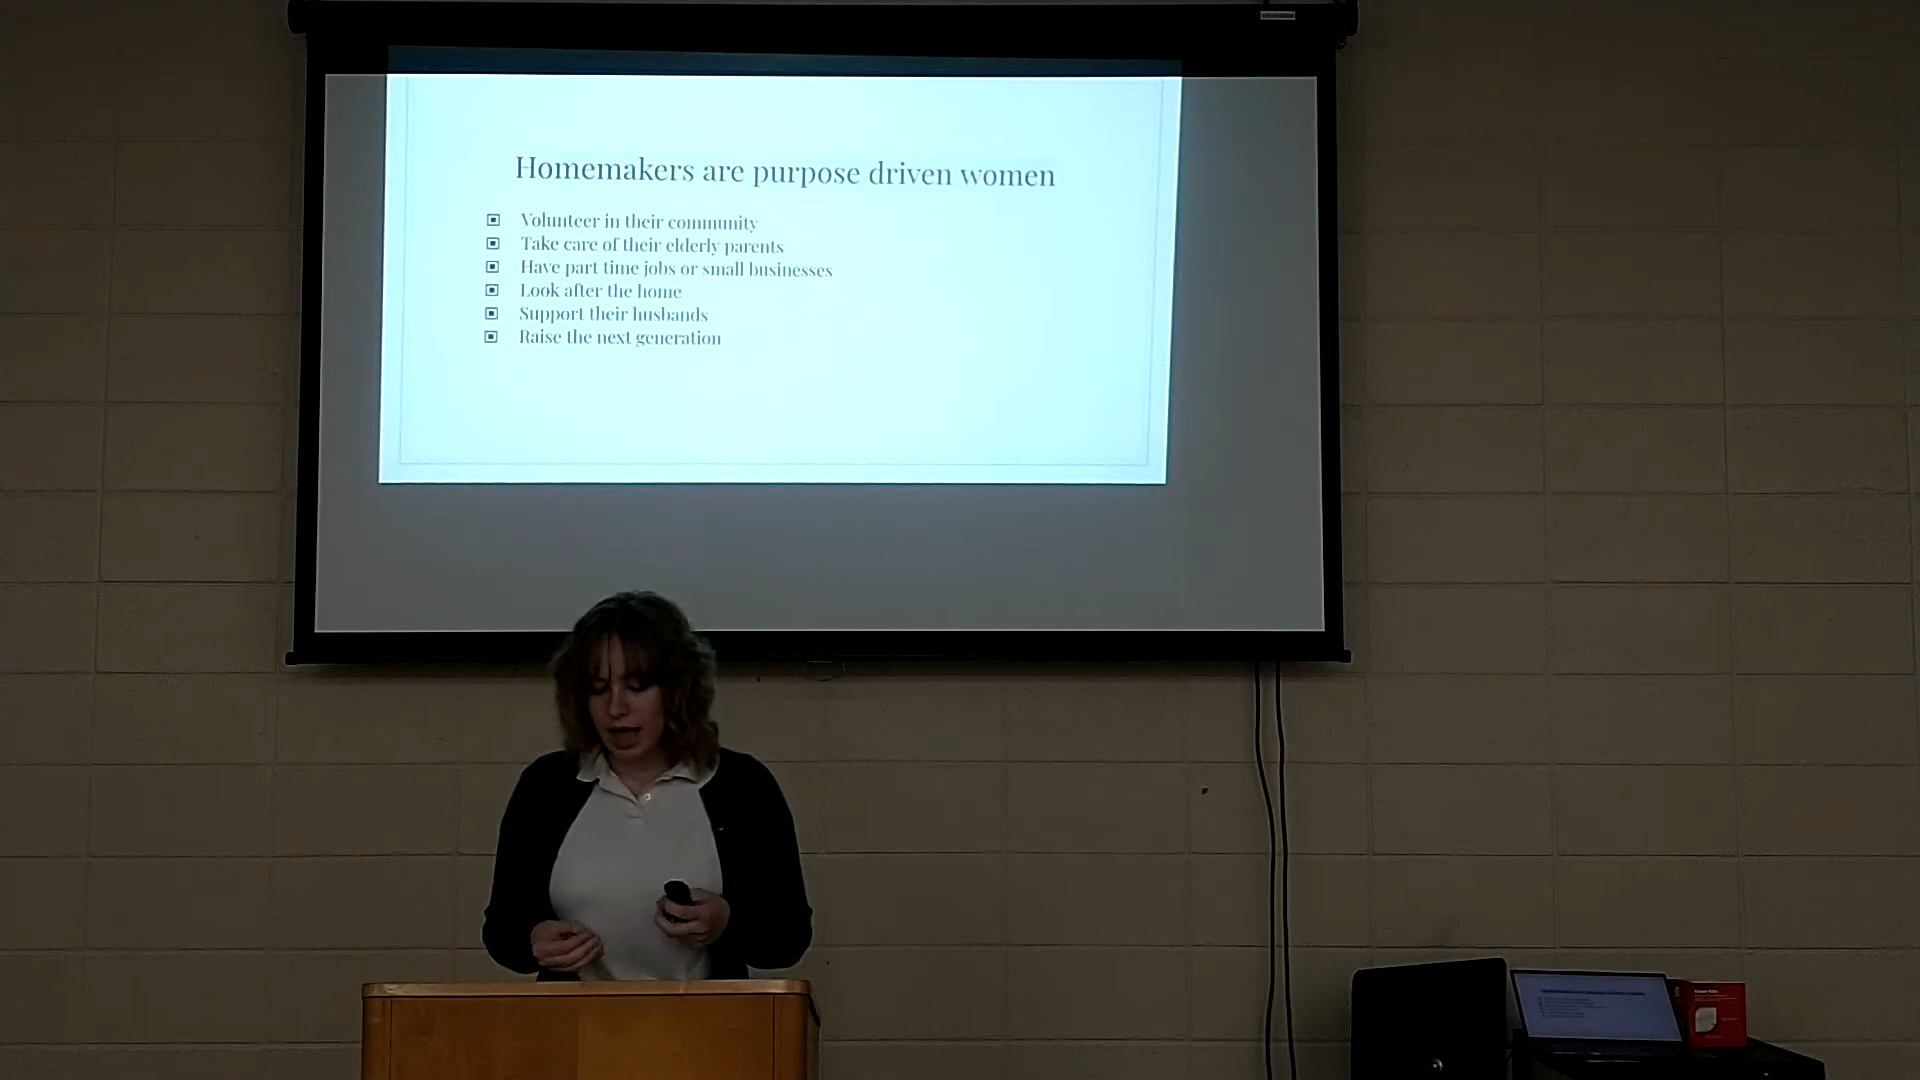 Homemakers are purpose driven women
Volunteer in their community
Take care of their elderly parents
Have part time jobs or small businesses
Look after the home
Support their husbands
Raise the next generation